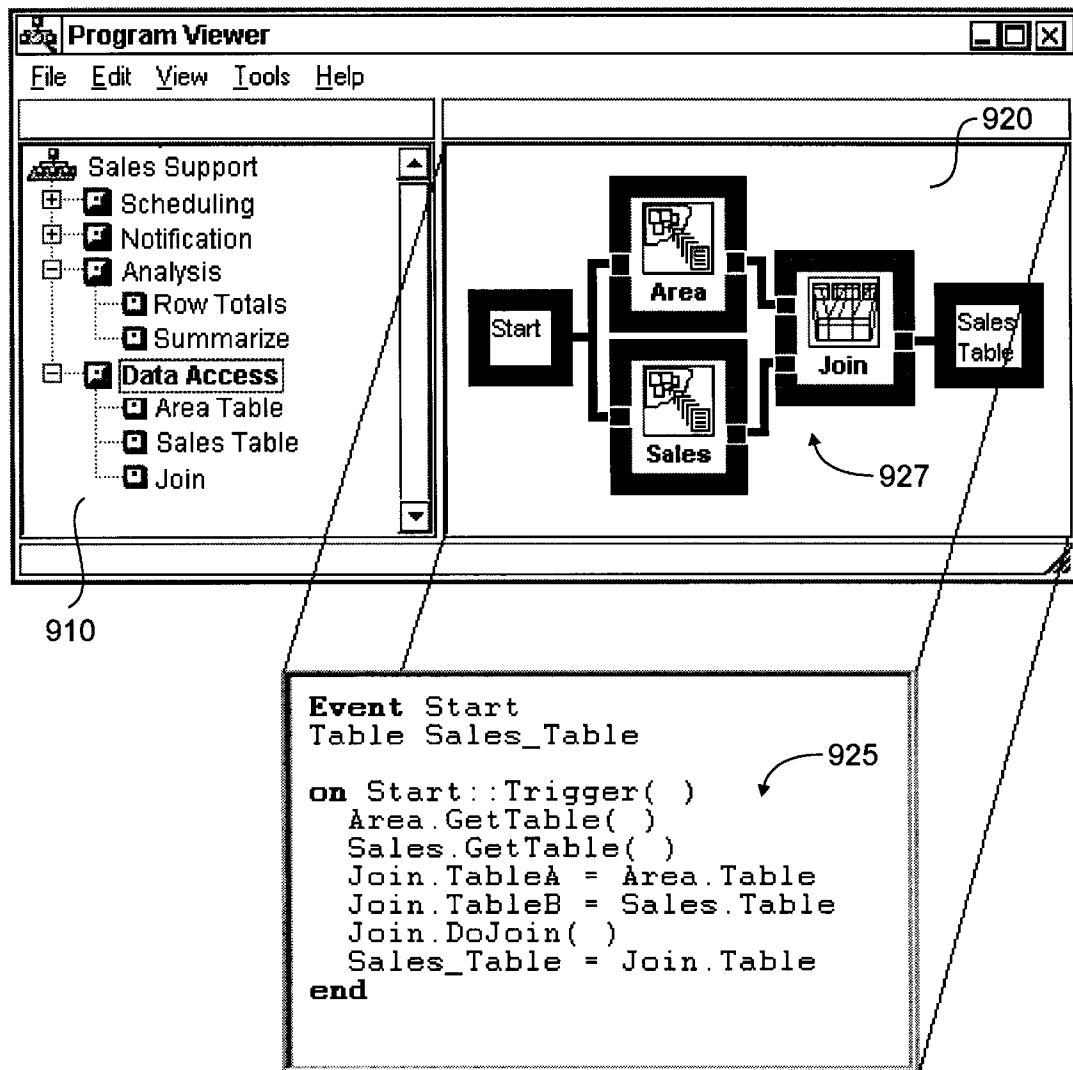 Program Viewer
File Edit View Tools Help
920
Sales Support
Scheduling
Notification
Analysis
Row Totals
Summarize
Data Access
Area Table
Sales Table
Join
Start
Area
Sales
Join
Sales
Table
927
910
Event Start
Table Sales_Table
925
on Start::Trigger( )
Area.GetTable( )
Sales.GetTable( )
Join.TableA = Area.Table
Join.TableB = Sales.Table
Join.DoJoin( )
Sales_Table = Join.Table
end